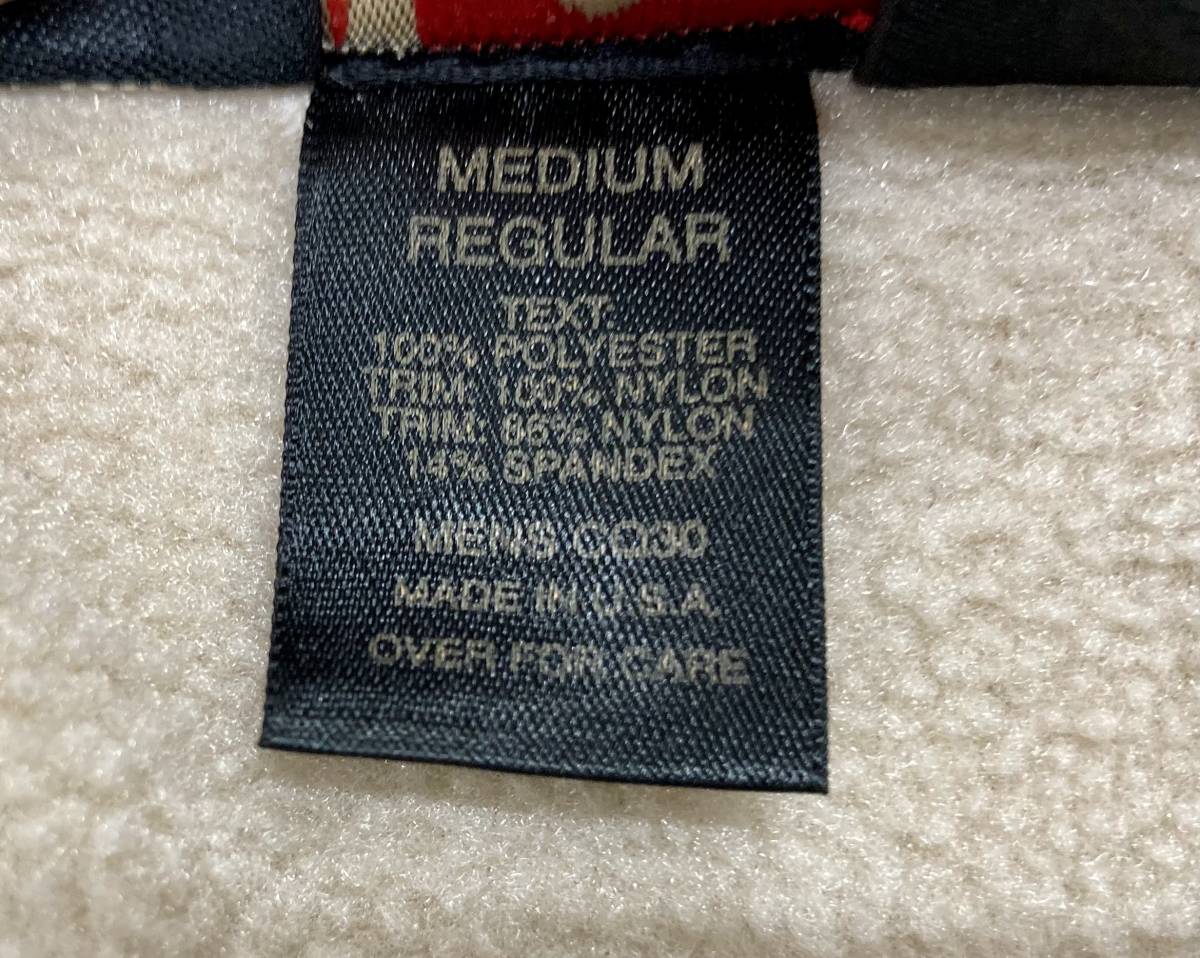 MEDIUM
REGULAR
TEXT:
100% POLYESTER
TRIM: 100% NYLON
TRIM: 86% NYLON
14% SPANDEX
MENS CQ30
MADE IN U.S.A.
OVER FOR CARE